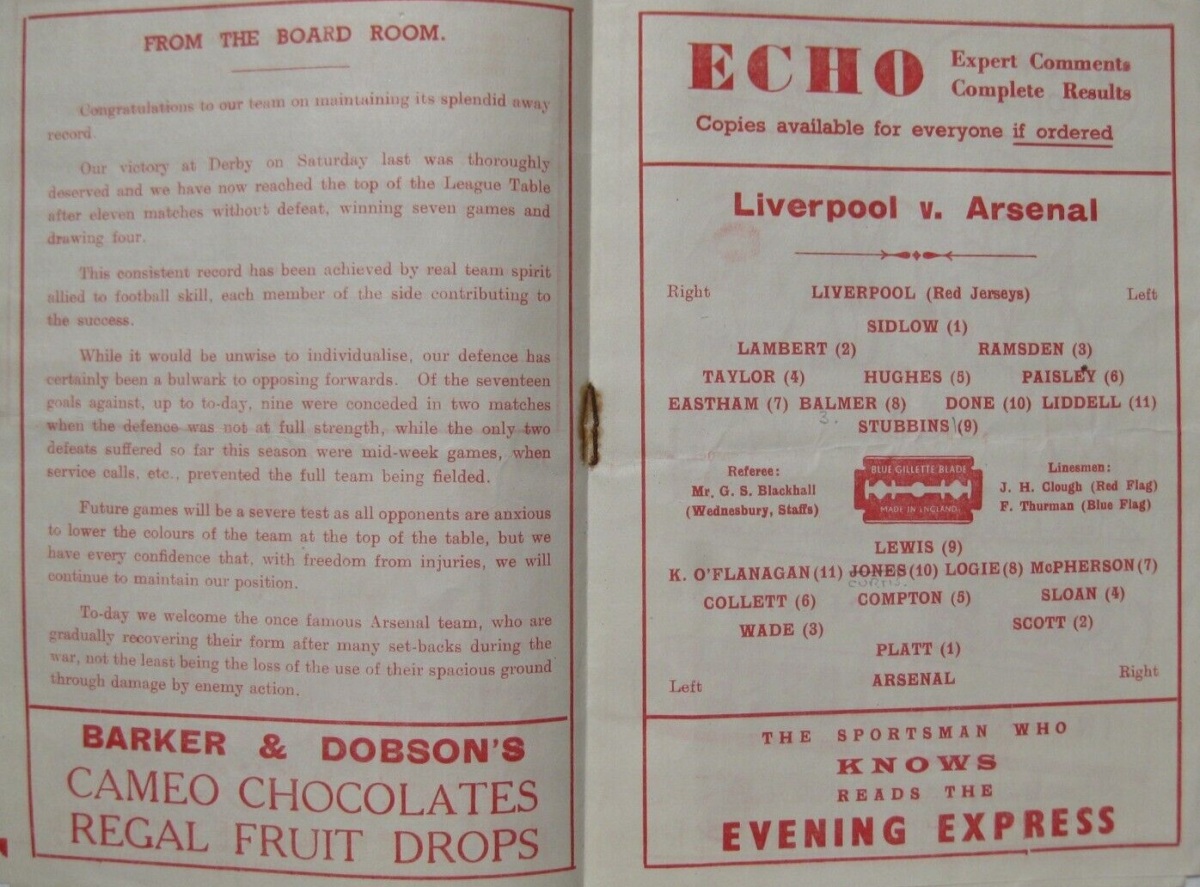 FROM THE BOARD ROOM.
Congratulations to our team on maintaining its splendid away
record.
Our victory at Derby on Saturday last was thoroughly
deserved and we have now reached the top of the League Table
after eleven matches without defeat, winning seven games and
drawing four.
This consistent record has been achieved by real team spirit
allied to football skill, each member of the side contributing to
the success.
While it would be unwise to individualise, our defence has
certainly been a bulwark to opposing forwards. Of the seventeen
goals against, up to to-day, nine were conceded in two matches
when the defence was not at full strength, while the only two
defeats suffered so far this season were mid-week games, when
service calls, etc., prevented the full team being fielded.
Future games will be a severe test as all opponents are anxious
to lower the colours of the team at the top of the table, but we
have every confidence that, with freedom from injuries, we will
continue to maintain our position.
To-day we welcome the once famous Arsenal team, who are
gradually recovering their form after many set-backs during the
war, not the least being the loss of the use of their spacious ground
through damage by enemy action.
BARKER & DOBSON'S
CAMEO CHOCOLATES
REGAL FRUIT DROPS
ECHO
Expert Comments
Complete Results
Copies available for everyone if ordered
Liverpool v. Arsenal
Right LIVERPOOL (Red Jerseys) Left
SIDLOW (1)
LAMBERT (2) RAMSDEN (3)
TAYLOR (4) HUGHES (5) PAISLEY (6)
EASTHAM (7) BALMER (8) DONE (10) LIDDELL (11)
3.
STUBBINS (9)
Referee:
Mr. G. S. Blackhall
(Wednesbury, Staffs)
BLUE GILLETTE BLADE
MADE IN ENGLAND
Linesmen:
J. H. Clough (Red Flag)
F. Thurman (Blue Flag)
LEWIS (9)
K. O'FLANAGAN (11) JONES (10) LOGIE (8) McPHERSON (7)
CURTIS.
COLLETT (6) COMPTON (5) SLOAN (4)
WADE (3) SCOTT (2)
PLATT (1)
Left ARSENAL Right
THE SPORTSMAN WHO
KNOWS
READS THE
EVENING EXPRESS